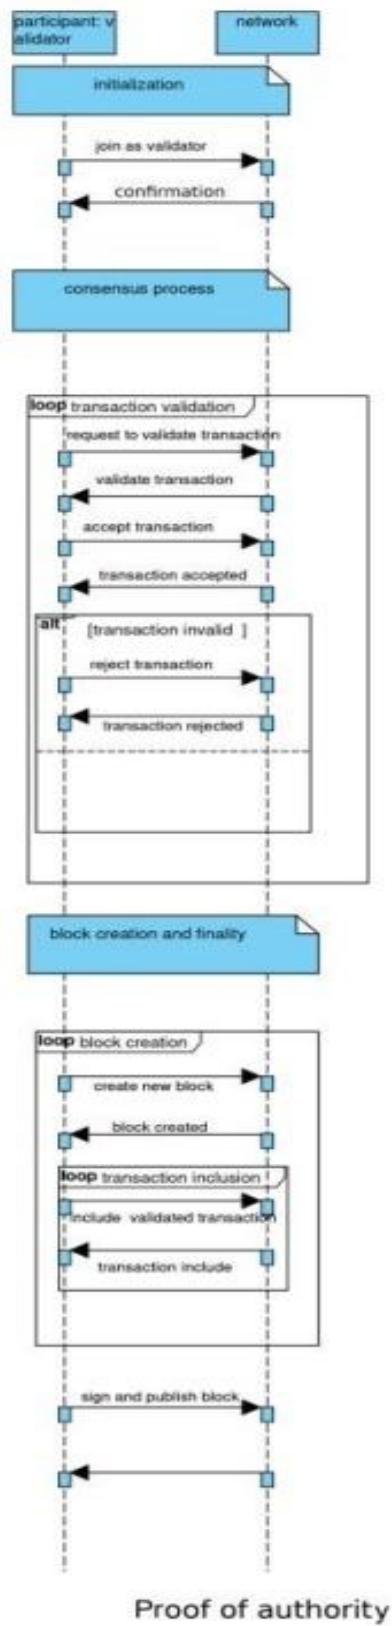 participant: v
alidator
network
initialization
join as validator
confirmation
consensus process
loop transaction validation
request to validate transaction
validate transaction
accept transaction
transaction accepted
alt
[transaction invalid ]
reject transaction
transaction rejected
block creation and finality
loop block creation
create new block
block created
loop transaction inclusion
include validated transaction
transaction include
sign and publish block
Proof of authority